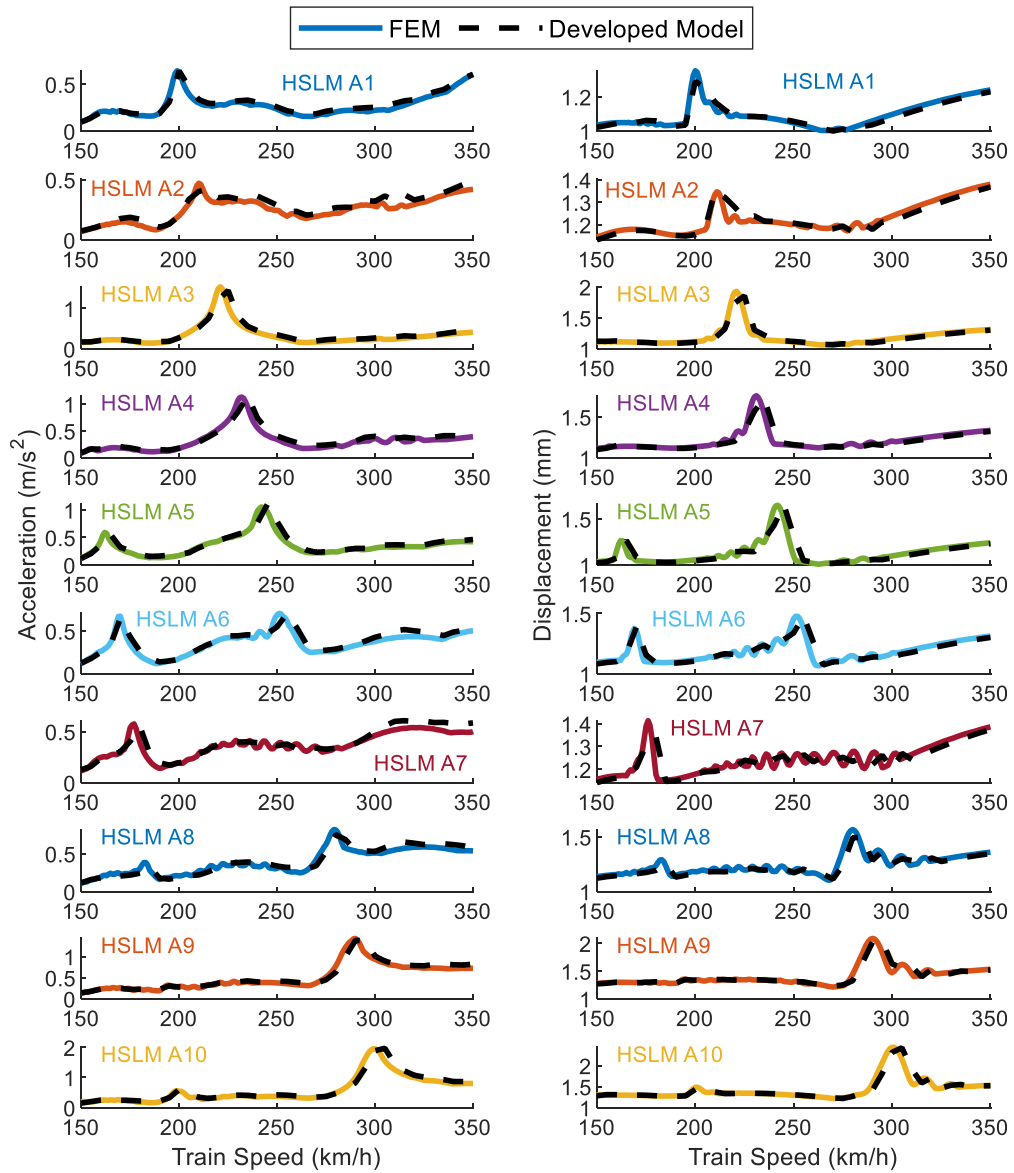 FEM Developed Model
HSLM A1
0.5
0
150 200 250 300 350
HSLM A1
1.2
1
150 200 250 300 350
HSLM A2
0.5
0
150 200 250 300 350
HSLM A2
1.4
1.3
1.2
150 200 250 300 350
HSLM A3
1
0
150 200 250 300 350
HSLM A3
2
1.5
1
150 200 250 300 350
HSLM A4
1
0.5
0
150 200 250 300 350
HSLM A4
1.5
1
150 200 250 300 350
HSLM A5
1
0.5
0
150 200 250 300 350
HSLM A5
1.5
1
150 200 250 300 350
HSLM A6
0.5
0
150 200 250 300 350
HSLM A6
1.5
1
150 200 250 300 350
HSLM A7
0.5
0
150 200 250 300 350
HSLM A7
1.4
1.3
1.2
150 200 250 300 350
HSLM A8
0.5
0
150 200 250 300 350
HSLM A8
1.5
1
150 200 250 300 350
HSLM A9
1
0.5
0
150 200 250 300 350
HSLM A9
2
1.5
1
150 200 250 300 350
HSLM A10
2
1
0
150 200 250 300 350
HSLM A10
1.5
1
150 200 250 300 350
Acceleration (m/s²)
Displacement (mm)
Train Speed (km/h)
Train Speed (km/h)